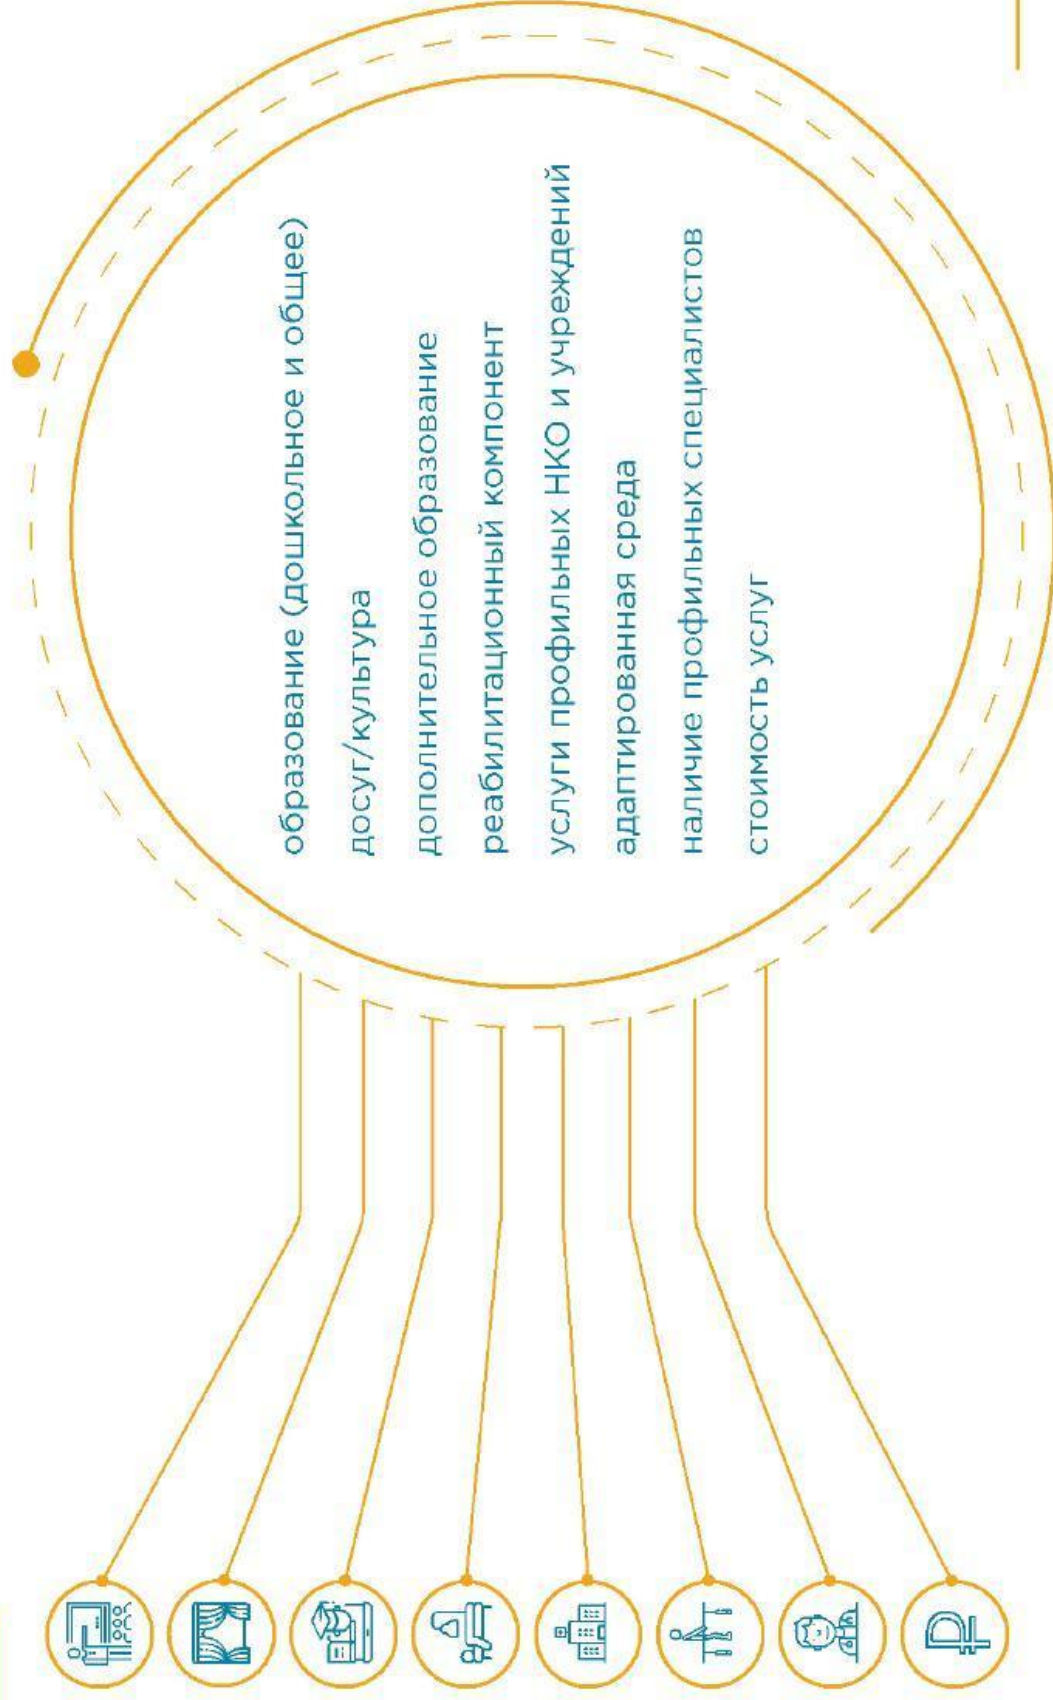 образование (дошкольное и общее)
досуг/культура
дополнительное образование
реабилитационный компонент
услуги профильных НКО и учреждений
адаптированная среда
наличие профильных специалистов
стоимость услуг